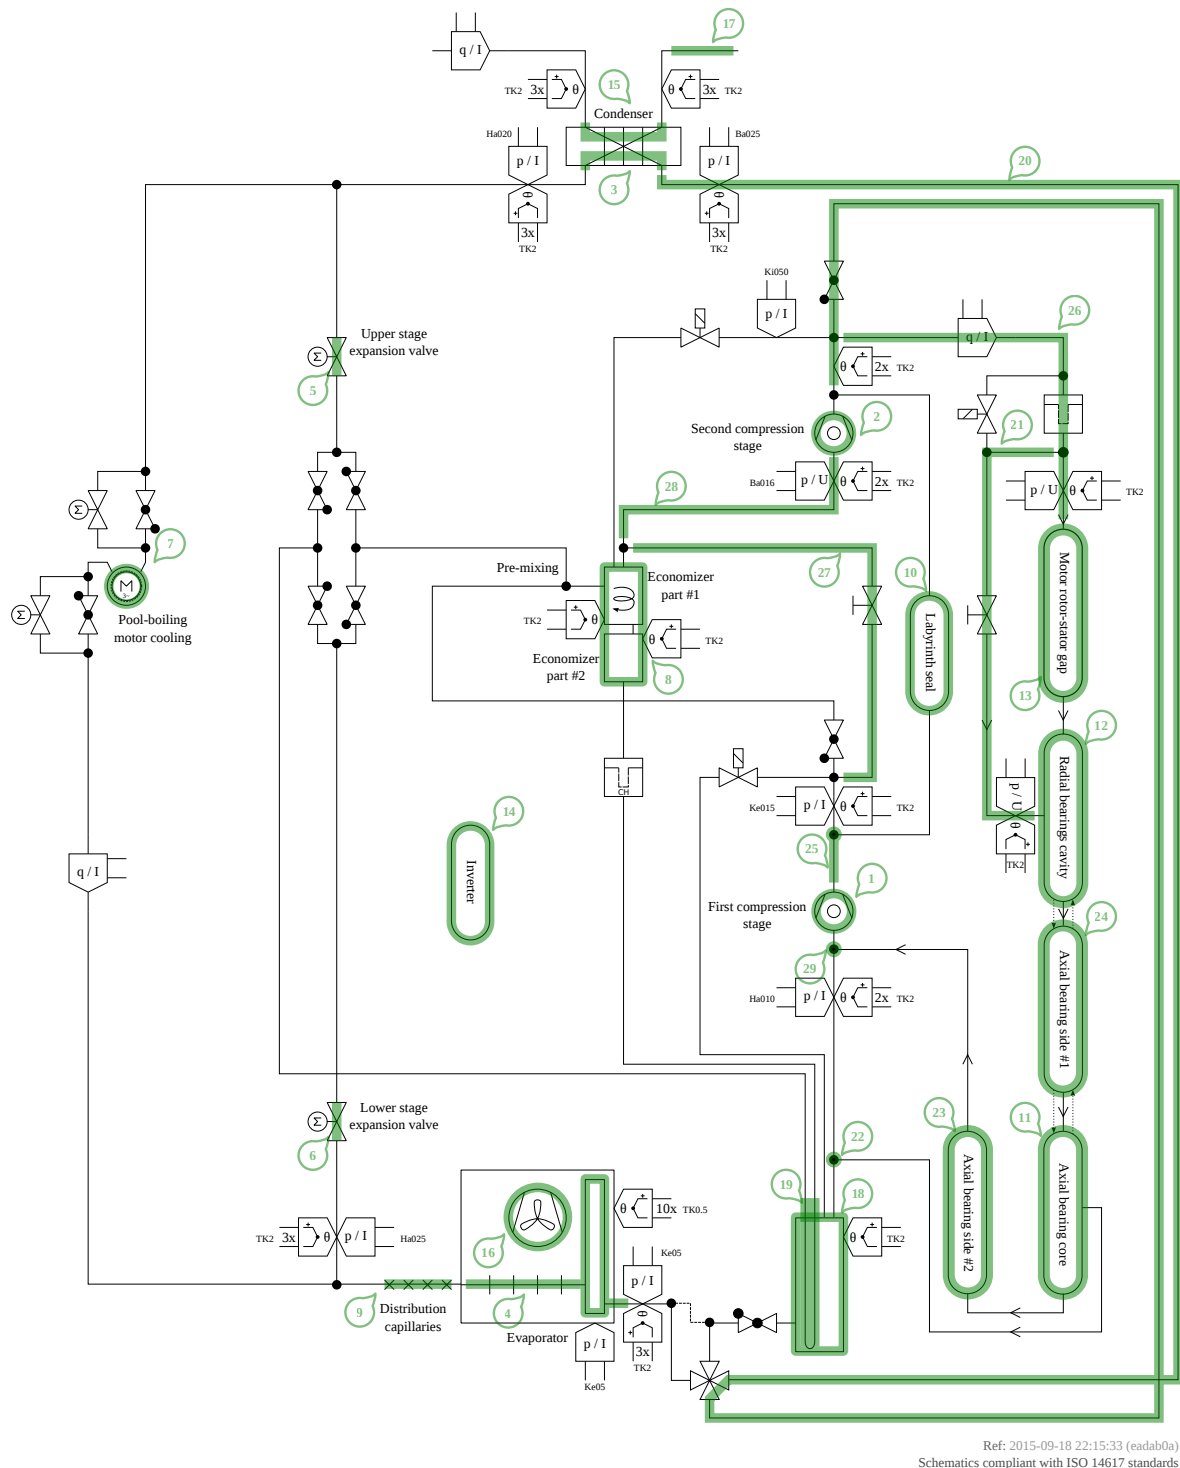 17
q / I
15
TK2 3x θ
θ 3x TK2
Condenser
Ha020
Ba025
p / I
p / I
20
3
θ
θ
3x
3x
TK2
TK2
Ki050
p / I
26
q / I
Upper stage
expansion valve
Σ
θ 2x TK2
5
2
21
Second compression
stage
Ba016 p / U θ 2x TK2
28
p / U θ TK2
Σ
7
27
Pre-mixing
10
M
3~
Economizer
part #1
Σ
Pool-boiling
motor cooling
TK2 θ
θ TK2
Economizer
part #2
8
Labyrinth seal
Motor rotor-stator gap
13
12
CH
Ke015 p / I θ TK2
p / U
θ
TK2
Radial bearings cavity
14
25
Inverter
q / I
1
First compression
stage
24
29
Ha010 p / I θ 2x TK2
Axial bearing side #1
Lower stage
expansion valve
Σ
6
23
11
22
19
18
θ 10x TK0.5
TK2 3x θ p / I Ha025
θ TK2
Axial bearing side #2
Axial bearing core
16
Ke05
p / I
9
4
Distribution
capillaries
Evaporator
p / I
θ
3x
TK2
Ke05
Ref: 2015-09-18 22:15:33 (eadab0a)
Schematics compliant with ISO 14617 standards